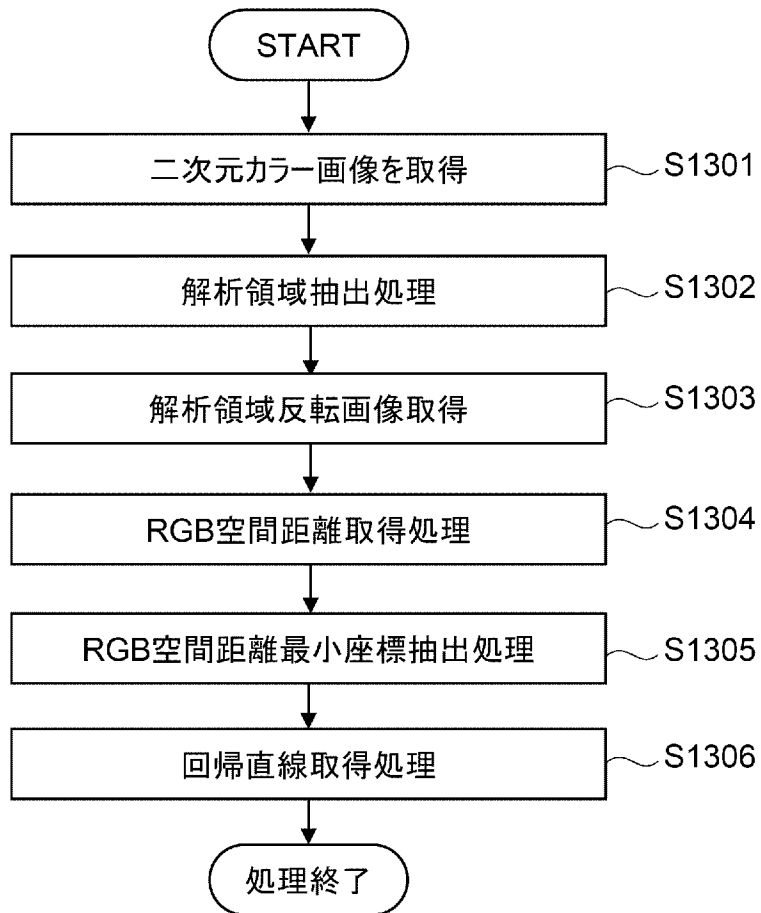 START
二次元カラー画像を取得
S1301
解析領域抽出処理
S1302
解析領域反転画像取得
S1303
RGB空間距離取得処理
S1304
RGB空間距離最小座標抽出処理
S1305
回帰直線取得処理
S1306
処理終了